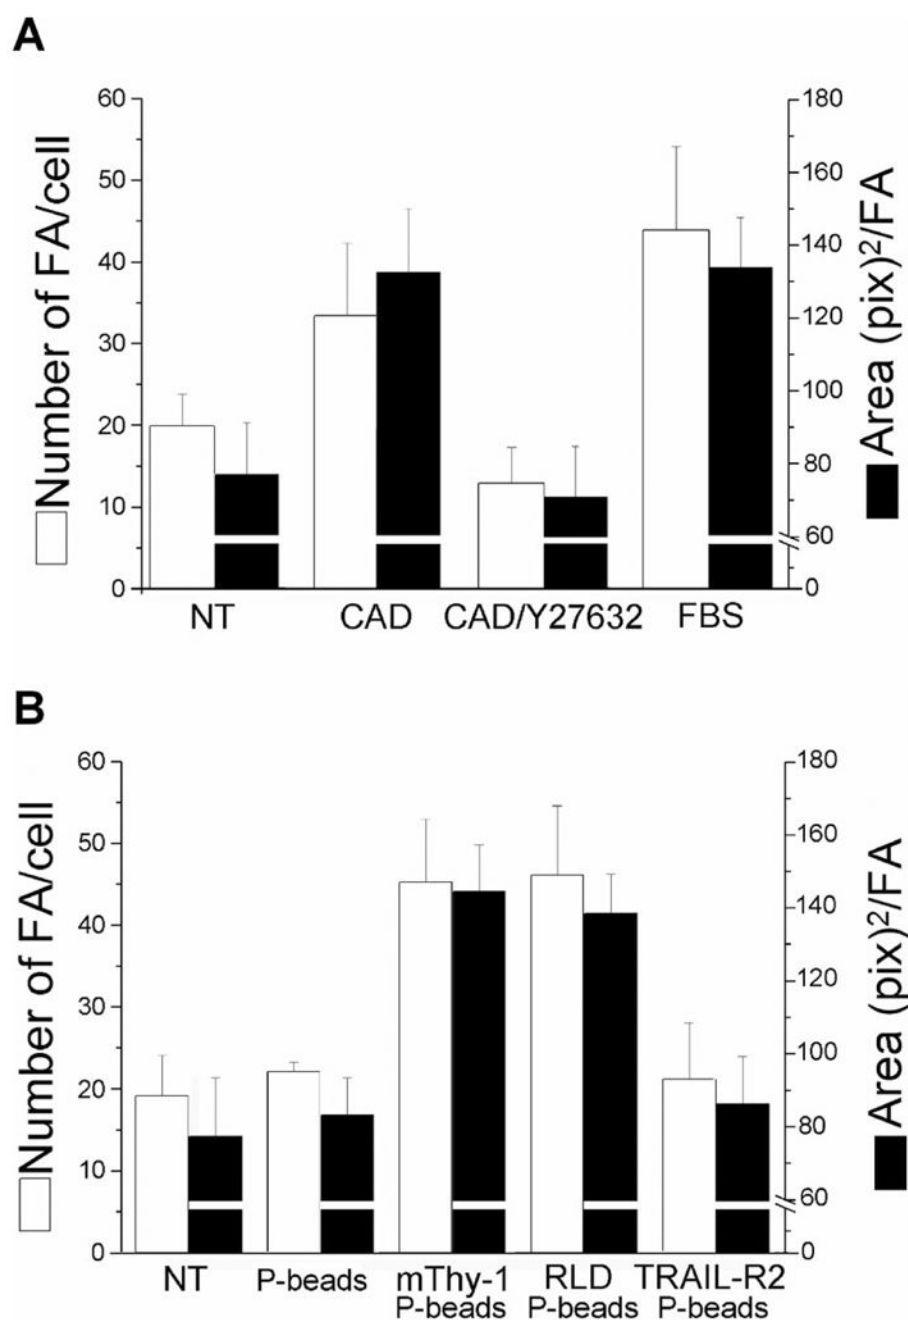 A
Number of FA/cell
60
50
40
30
20
10
0
180
160
140
120
100
80
60
0
Area (pix)²/FA
NT
CAD
CAD/Y27632
FBS
B
Number of FA/cell
60
50
40
30
20
10
0
180
160
140
120
100
80
60
0
Area (pix)²/FA
NT
P-beads
mThy-1
P-beads
RLD
P-beads
TRAIL-R2
P-beads